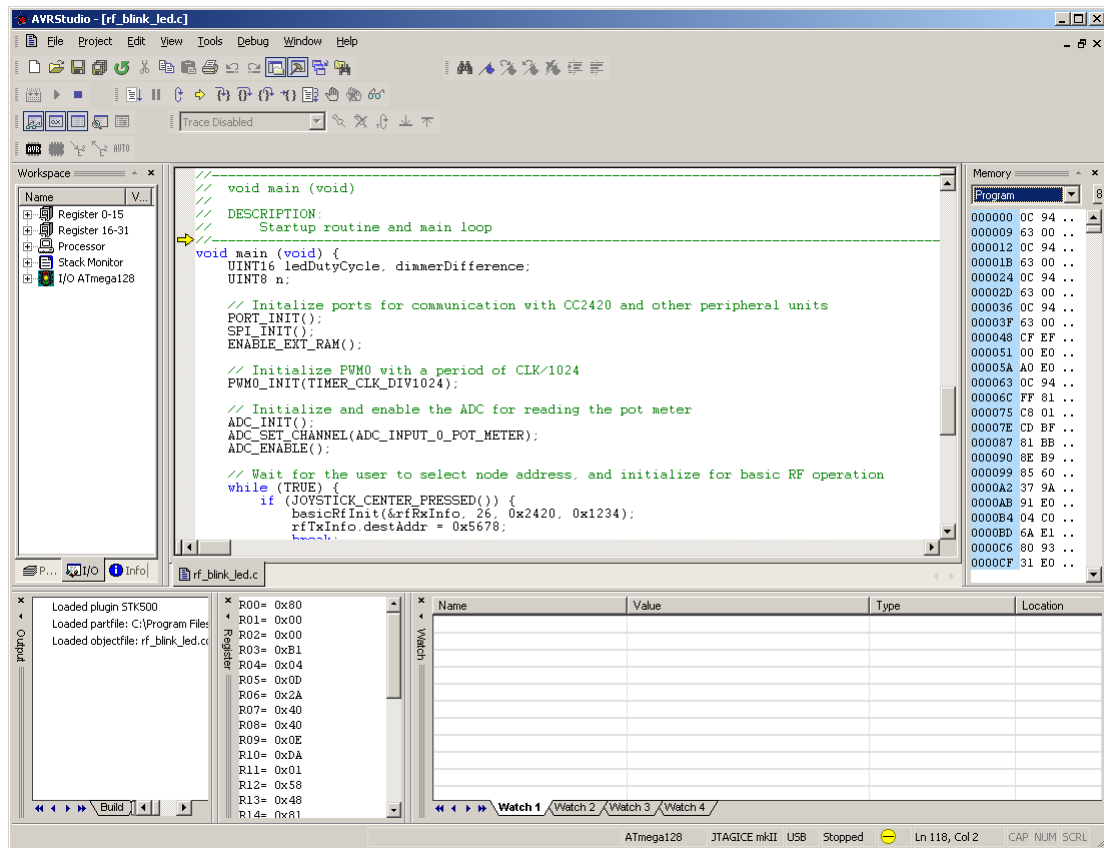 AVRStudio - [rf_blink_led.c]
File Project Edit View Tools Debug Window Help
Trace Disabled
AVR AUTO
Workspace
Name V...
Register 0-15
Register 16-31
Processor
Stack Monitor
I/O ATmega128
P... I/O Info
//
// void main (void)
//
// DESCRIPTION:
// Startup routine and main loop
//
void main (void) {
UINT16 ledDutyCycle, dimmerDifference;
UINT8 n;
// Initalize ports for communication with CC2420 and other peripheral units
PORT_INIT();
SPI_INIT();
ENABLE_EXT_RAM();
// Initialize PWM0 with a period of CLK/1024
PWM0_INIT(TIMER_CLK_DIV1024);
// Initialize and enable the ADC for reading the pot meter
ADC_INIT();
ADC_SET_CHANNEL(ADC_INPUT_0_POT_METER);
ADC_ENABLE();
// Wait for the user to select node address, and initialize for basic RF operation
while (TRUE) {
if (JOYSTICK_CENTER_PRESSED()) {
basicRfInit(&rfRxInfo, 26, 0x2420, 0x1234);
rfTxInfo.destAddr = 0x5678;
break;
rf_blink_led.c
Memory
Program 8
000000 0C 94 ..
000009 63 00 ..
000012 0C 94 ..
00001B 63 00 ..
000024 0C 94 ..
00002D 63 00 ..
000036 0C 94 ..
00003F 63 00 ..
000048 CF EF ..
000051 00 E0 ..
00005A A0 E0 ..
000063 0C 94 ..
00006C FF 81 ..
000075 C8 01 ..
00007E CD BF ..
000087 81 BB ..
000090 8E B9 ..
000099 85 60 ..
0000A2 37 9A ..
0000AB 91 E0 ..
0000B4 04 C0 ..
0000BD 6A E1 ..
0000C6 80 93 ..
0000CF 31 E0 ..
Output
Loaded plugin STK500
Loaded partfile: C:\Program Files
Loaded objectfile: rf_blink_led.co
Build
Register
R00= 0x80
R01= 0x00
R02= 0x00
R03= 0xB1
R04= 0x04
R05= 0x0D
R06= 0x2A
R07= 0x40
R08= 0x40
R09= 0x0E
R10= 0xDA
R11= 0x01
R12= 0x58
R13= 0x48
R14= 0x81
Watch
Name Value Type Location
Watch 1 Watch 2 Watch 3 Watch 4
ATmega128 JTAGICE mkII USB Stopped Ln 118, Col 2 CAP NUM SCRL